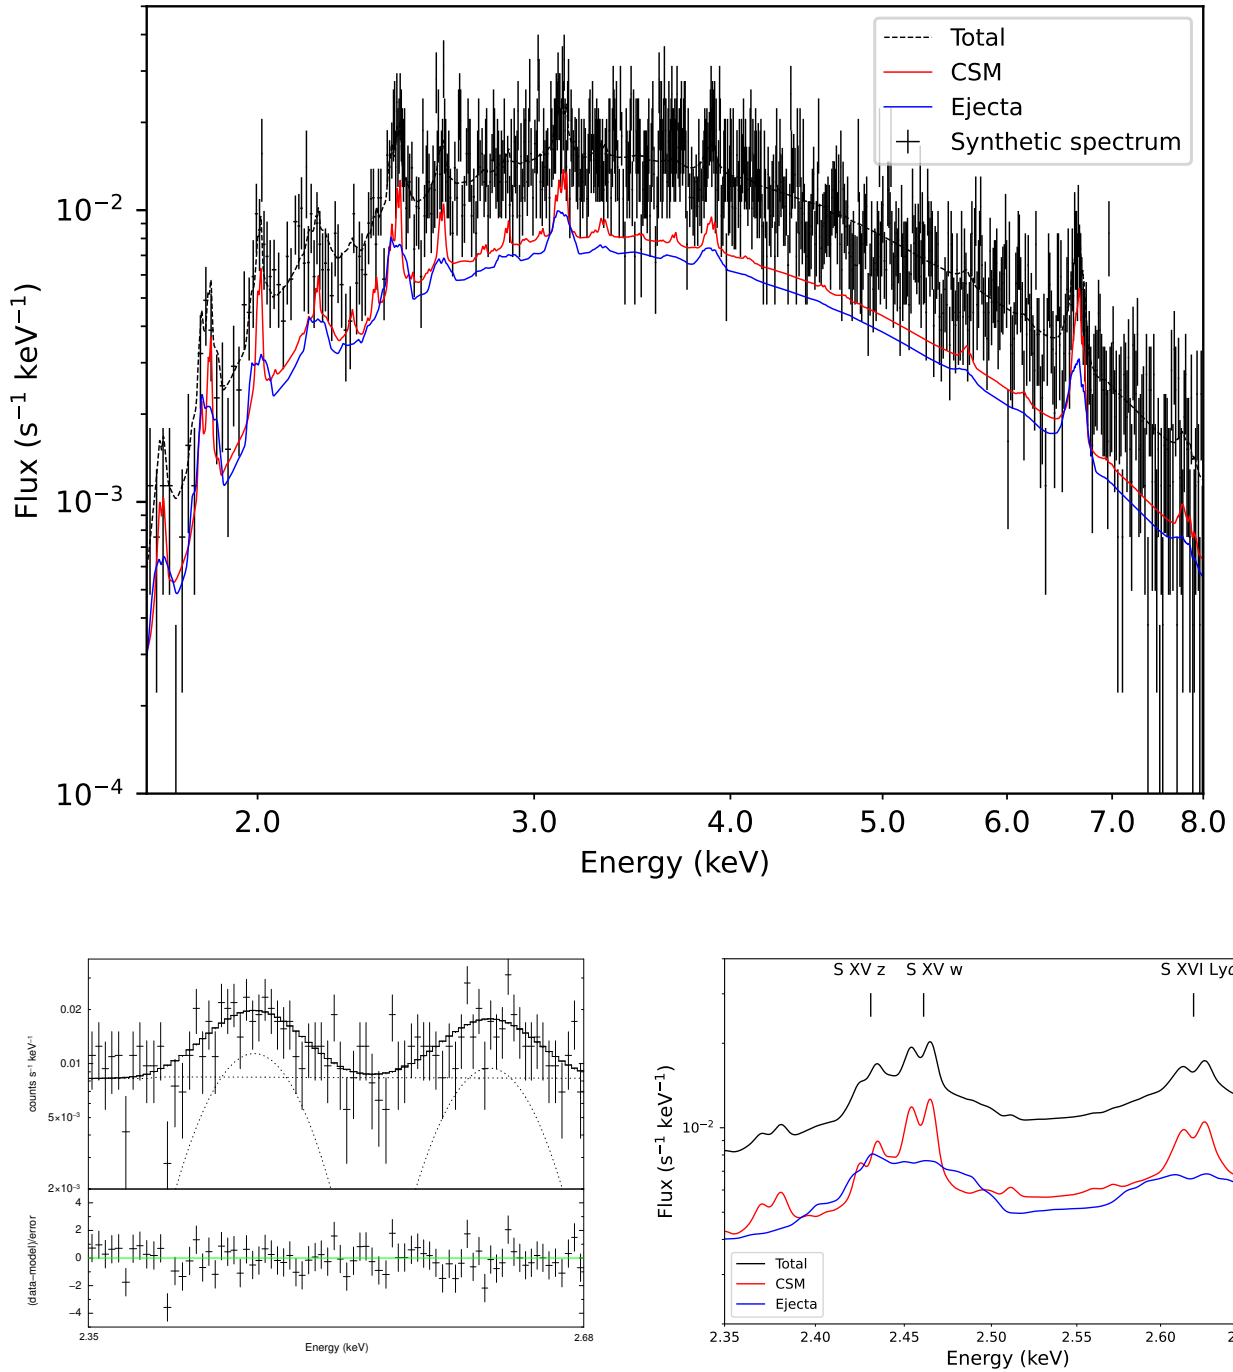 Total
CSM
Ejecta
Synthetic spectrum
10⁻²
10⁻³
10⁻⁴
Flux (s⁻¹ keV⁻¹)
2.0 3.0 4.0 5.0 6.0 7.0 8.0
Energy (keV)
0.02
0.01
5×10⁻³
2×10⁻³
counts s⁻¹ keV⁻¹
4
2
0
−2
−4
(data−model)/error
2.35 2.68
Energy (keV)
S XV z S XV w S XVI Lyα
10⁻²
Flux (s⁻¹ keV⁻¹)
Total
CSM
Ejecta
2.35 2.40 2.45 2.50 2.55 2.60
Energy (keV)